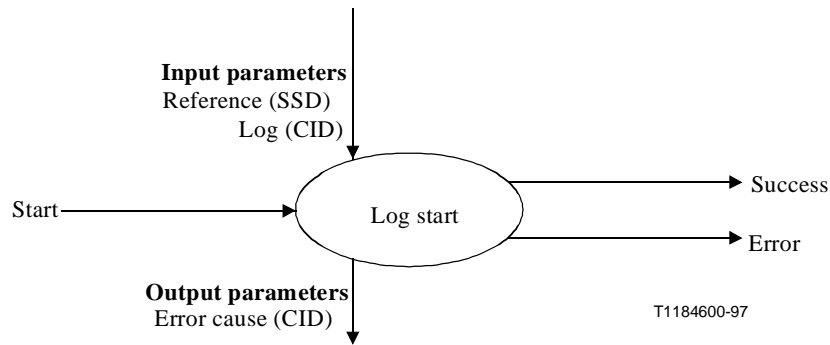 Input parameters
Reference (SSD)
Log (CID)
Start
Log start
Success
Error
Output parameters
Error cause (CID)
T1184600-97